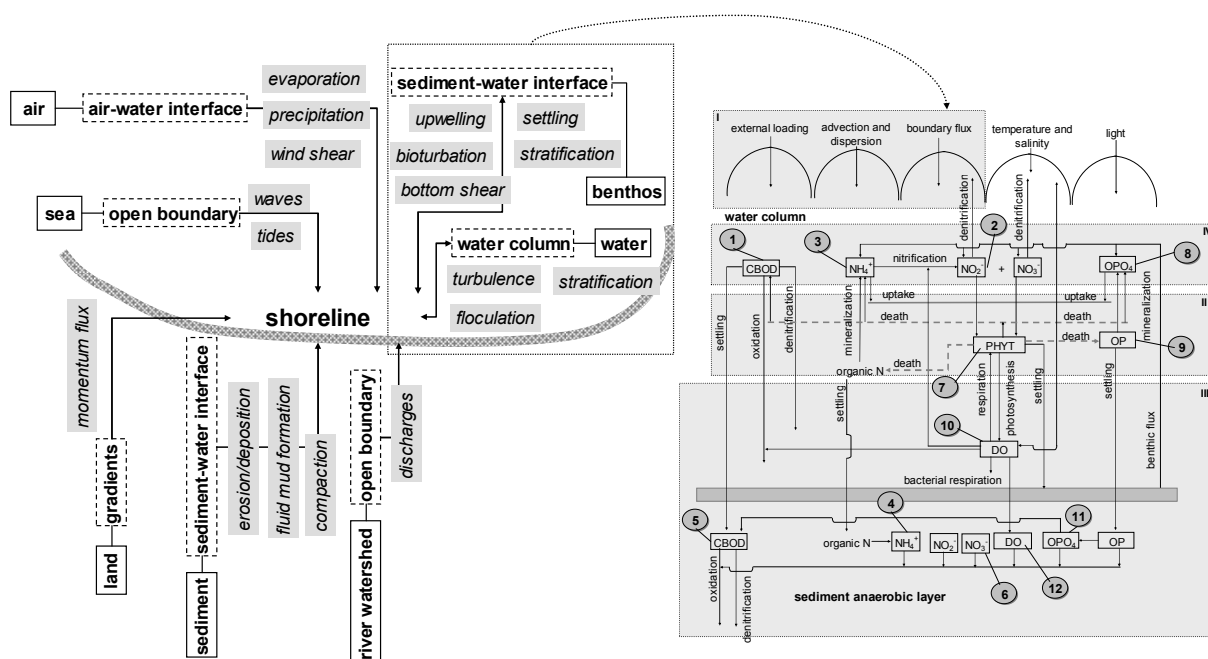 evaporation
air
air-water interface
precipitation
wind shear
sediment-water interface
upwelling
settling
bioturbation
stratification
bottom shear
benthos
sea
open boundary
waves
tides
water column
water
turbulence
stratification
floculation
shoreline
momentum flux
gradients
land
sediment-water interface
sediment
erosion/deposition
fluid mud formation
compaction
open boundary
river watershed
discharges
I
external loading
advection and
dispersion
boundary flux
temperature and
salinity
light
denitrification
denitrification
water column
IV
1
2
3
8
CBOD
NH₄⁺
nitrification
NO₂⁻
+
NO₃⁻
OPO₄
uptake
uptake
II
settling
oxidation
denitrification
mineralization
death
death
mineralization
PHYT
death
OP
9
organic N
death
7
settling
respiration
photosynthesis
settling
settling
III
10
DO
benthic flux
bacterial respiration
5
4
11
CBOD
organic N
NH₄⁺
NO₂⁻
NO₃⁻
DO
OPO₄
OP
oxidation
denitrification
6
12
sediment anaerobic layer